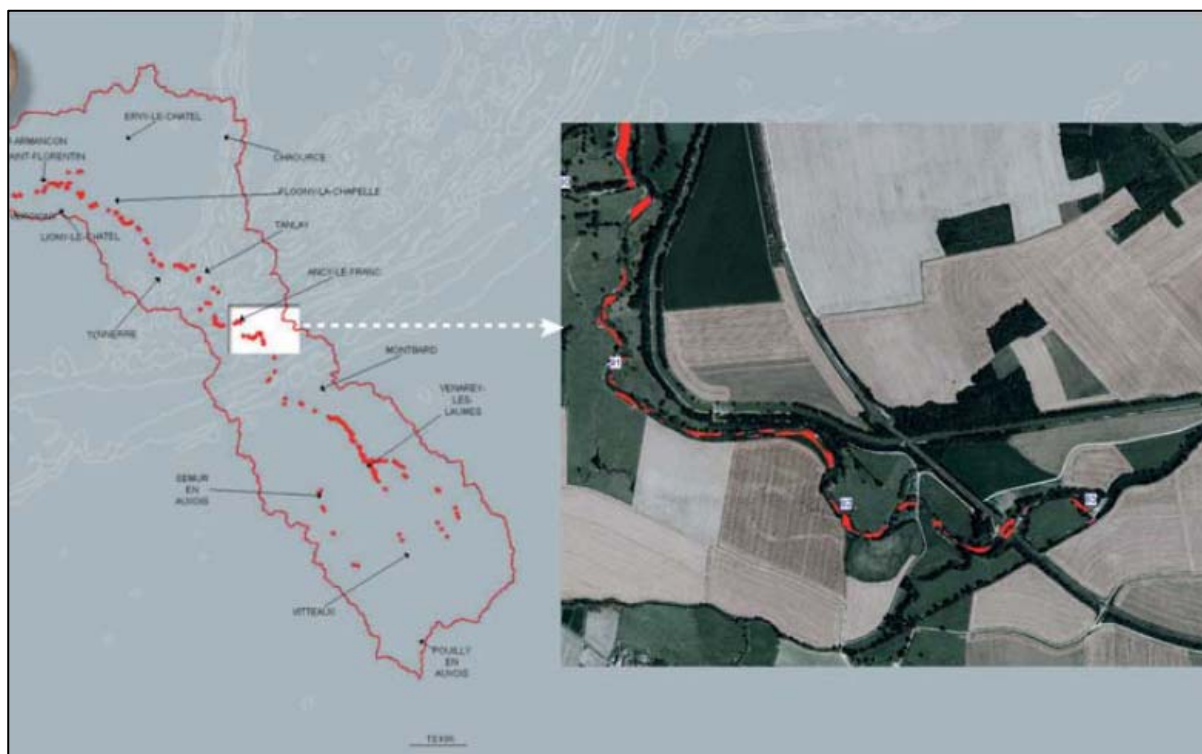 ERVY-LE-CHATEL
ARMANCON
SAINT-FLORENTIN
CHAOURCE
FLOGNY-LA-CHAPELLE
LIGNY-LE-CHATEL
TANLAY
ANCY-LE-FRANC
TONNERRE
MONTBARD
VENAREY-
LES-
LAUMES
SEMUR
EN
AUXOIS
VITTEAUX
POUILLY
EN
AUXOIS
91